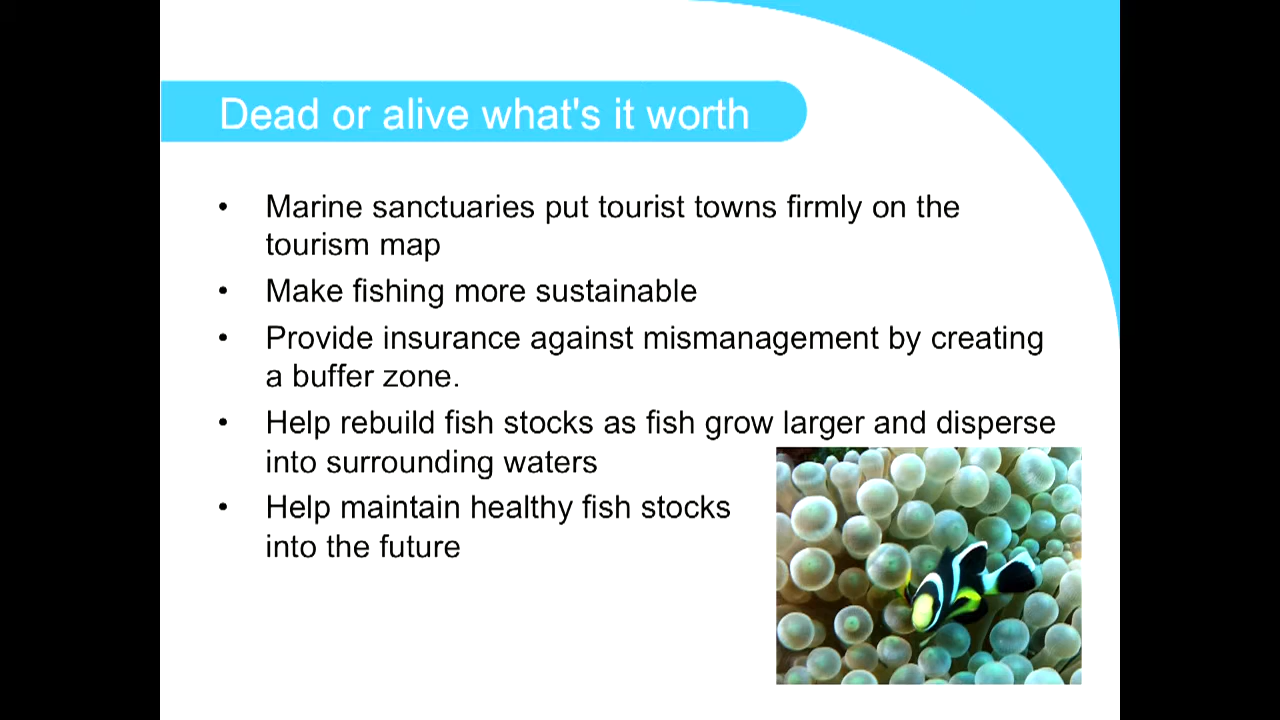 Dead or alive what's it worth
• Marine sanctuaries put tourist towns firmly on the
tourism map
• Make fishing more sustainable
• Provide insurance against mismanagement by creating
a buffer zone.
• Help rebuild fish stocks as fish grow larger and disperse
into surrounding waters
• Help maintain healthy fish stocks
into the future